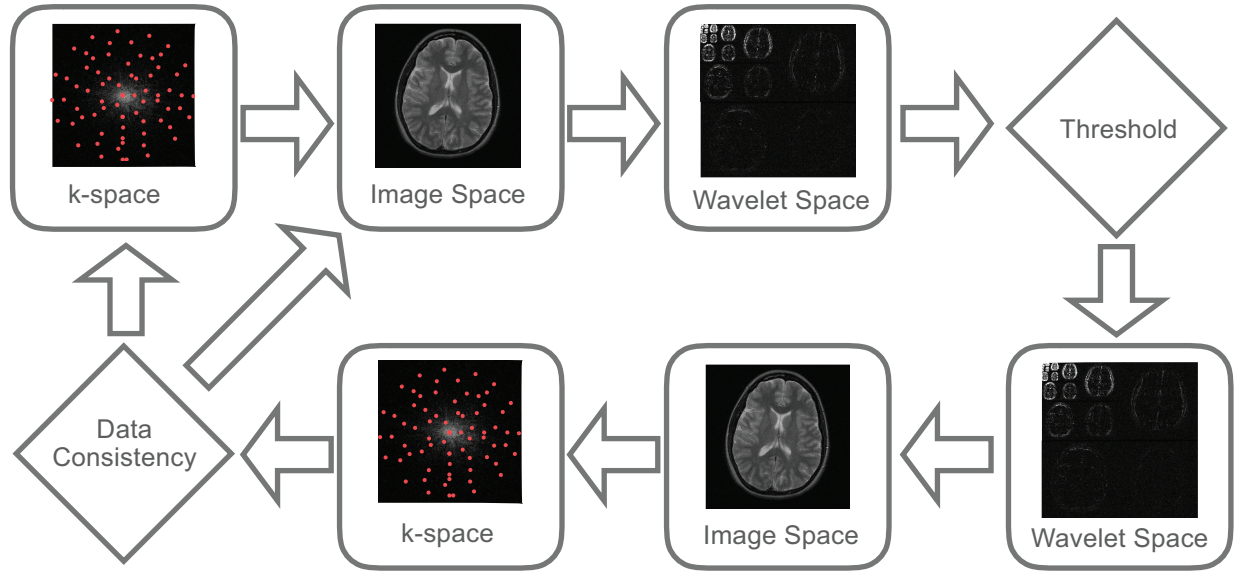 k-space
Image Space
Wavelet Space
Threshold
Data
Consistency
k-space
Image Space
Wavelet Space